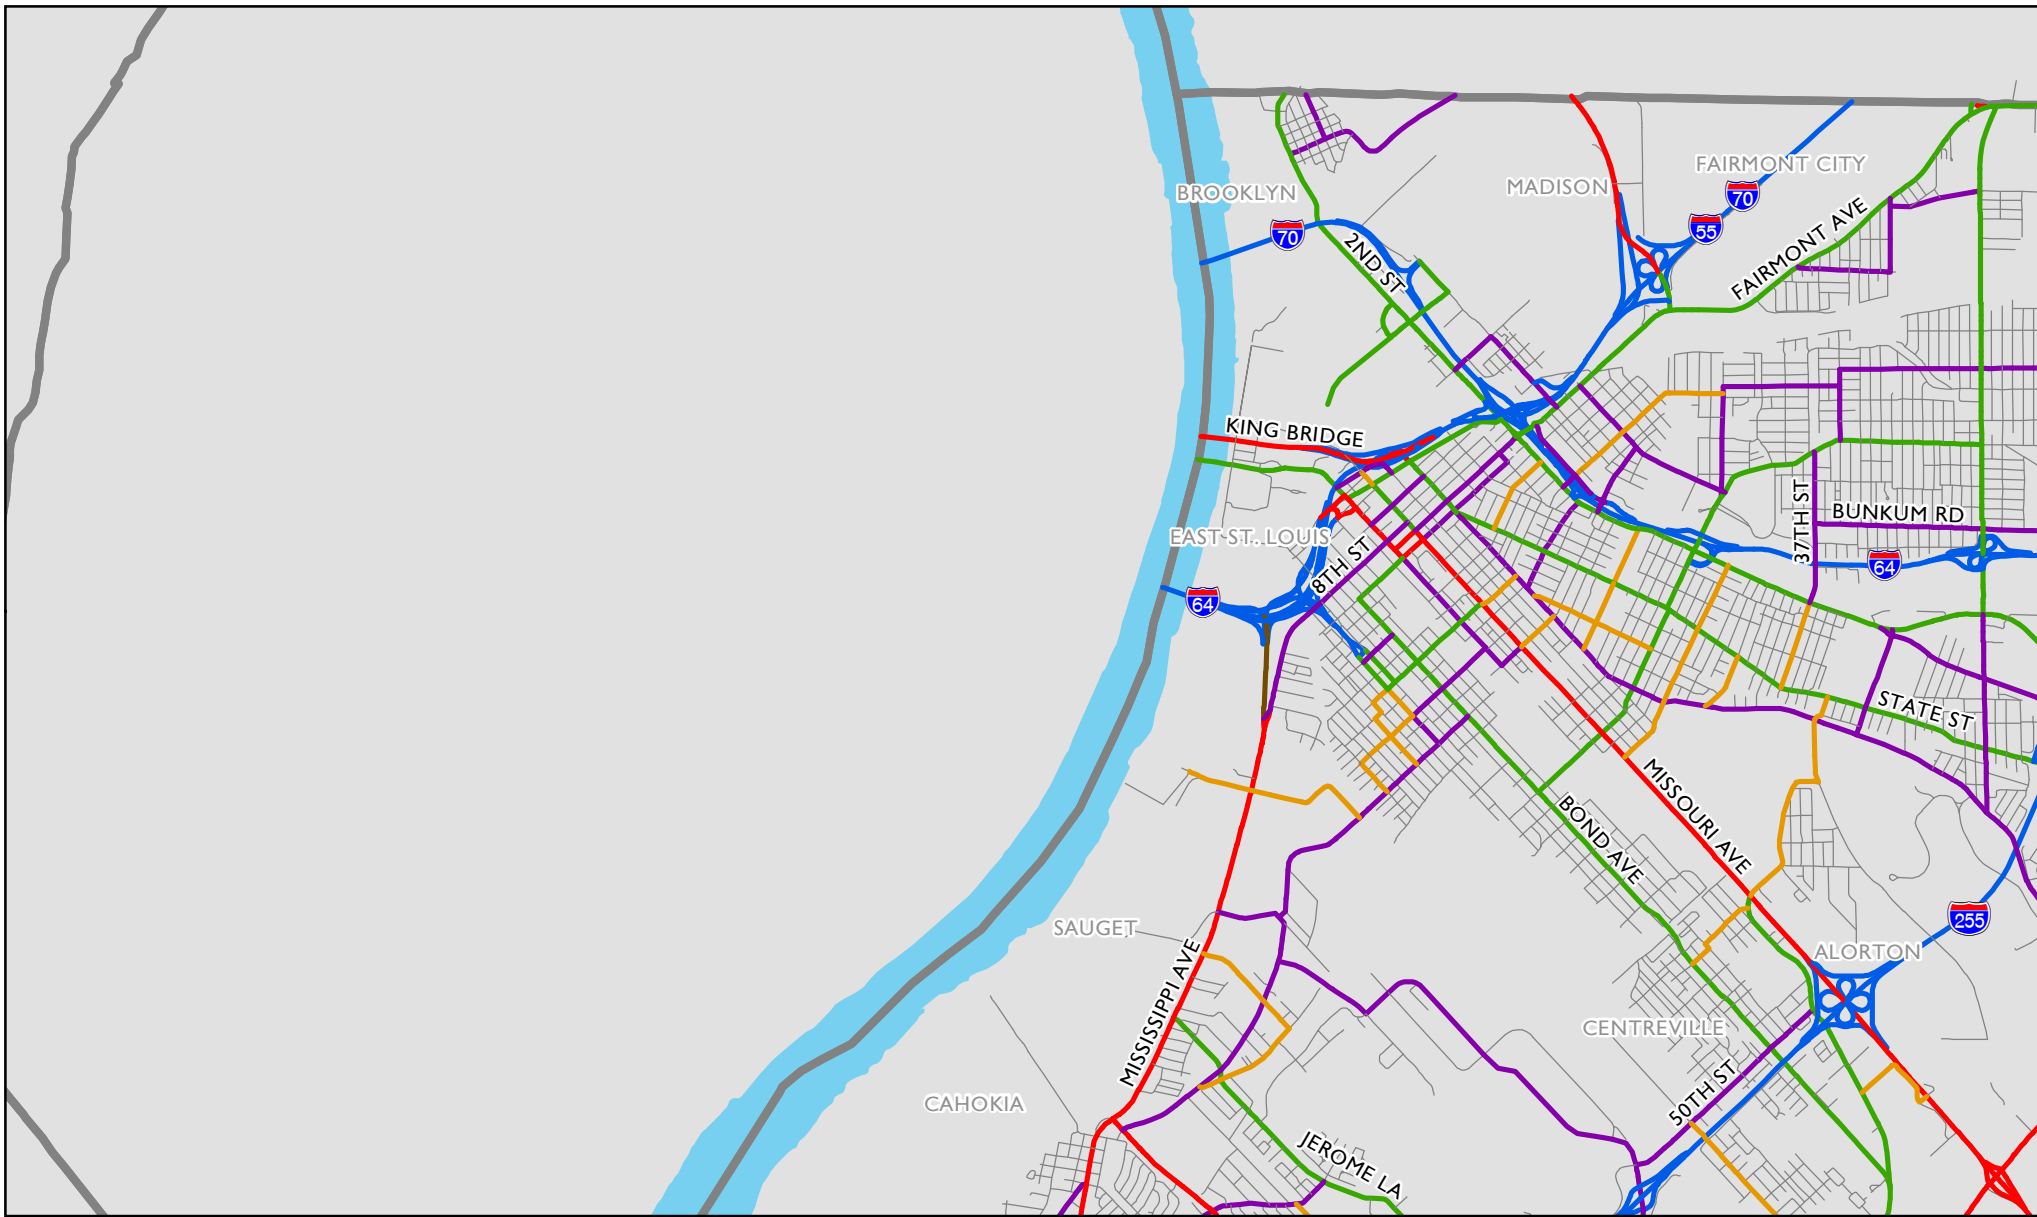 FAIRMONT CITY
MADISON
BROOKLYN
70
55
70
FAIRMONT AVE
2ND ST
KING BRIDGE
37TH ST
BUNKUM RD
EAST ST. LOUIS
8TH ST
64
64
STATE ST
MISSOURI AVE
BOND AVE
255
SAUGET
ALORTON
MISSISSIPPI AVE
CENTREVILLE
50TH ST
CAHOKIA
JEROME LA